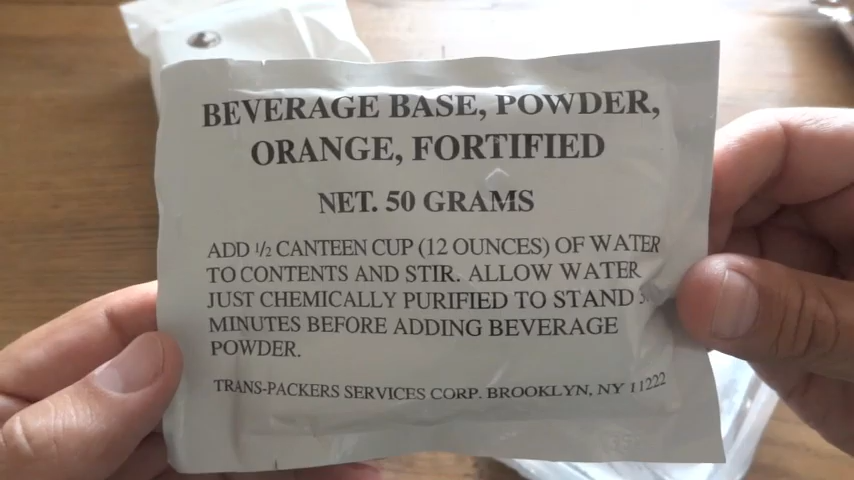 BEVERAGE BASE, POWDER,
ORANGE, FORTIFIED
NET. 50 GRAMS
ADD 1/2 CANTEEN CUP (12 OUNCES) OF WATER
TO CONTENTS AND STIR. ALLOW WATER
JUST CHEMICALLY PURIFIED TO STAND
MINUTES BEFORE ADDING BEVERAGE
POWDER.
TRANS-PACKERS SERVICES CORP. BROOKLYN, NY 11222